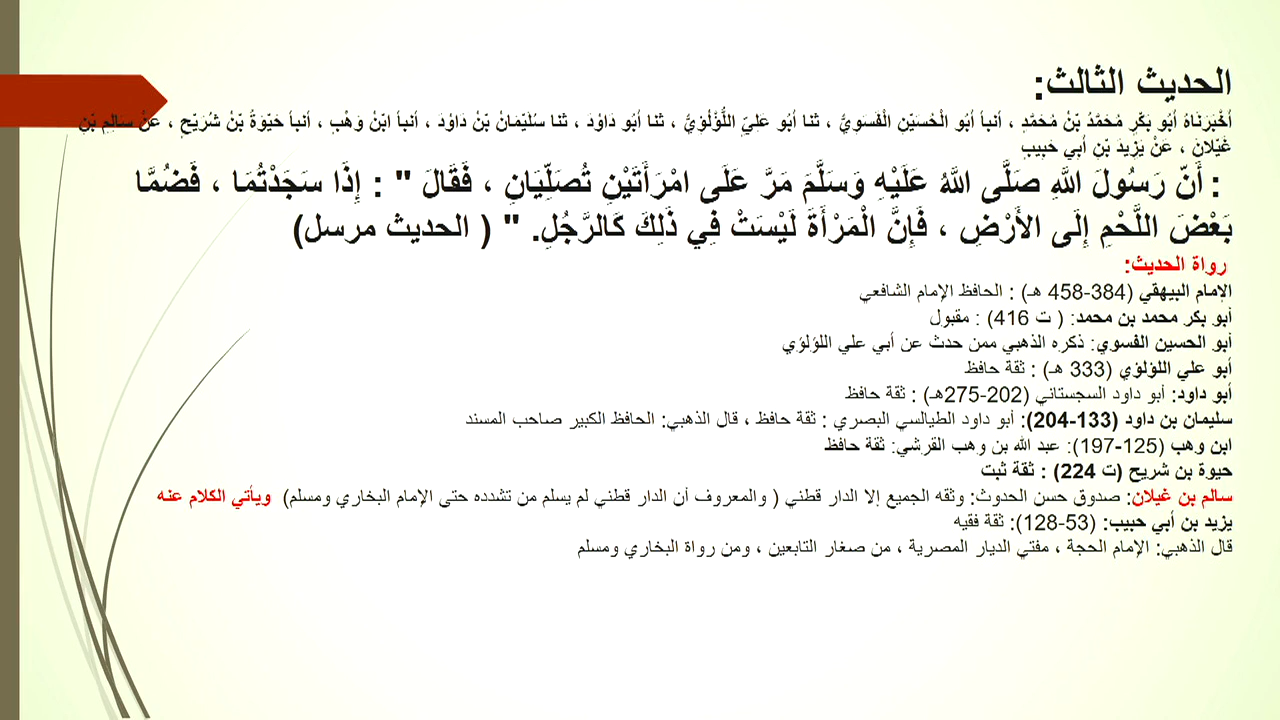 الحديث الثالث:
أَخْبَرَنَاهُ أَبُو بَكْرٍ مُحَمَّدُ بْنُ مُحَمَّدٍ ، أنبأ أَبُو الْحُسَيْنِ الْفَسَوِيُّ ، ثنا أَبُو عَلِيٍّ اللُّؤْلُؤِيُّ ، ثنا أَبُو دَاوُدَ ، ثنا سُلَيْمَانُ بْنُ دَاوُدَ ، أنبأ ابْنُ وَهْبٍ ، أنبأ حَيْوَةُ بْنُ شُرَيْحٍ ، عَنْ سَالِمِ بْنِ
غَيْلانَ ، عَنْ يَزِيدَ بْنِ أَبِي حَبِيبٍ
: أَنَّ رَسُولَ اللَّهِ صَلَّى اللَّهُ عَلَيْهِ وَسَلَّمَ مَرَّ عَلَى امْرَأَتَيْنِ تُصَلِّيَانِ ، فَقَالَ " : إِذَا سَجَدْتُمَا ، فَضُمَّا
بَعْضَ اللَّحْمِ إِلَى الأَرْضِ ، فَإِنَّ الْمَرْأَةَ لَيْسَتْ فِي ذَلِكَ كَالرَّجُلِ. " ( الحديث مرسل)
رواة الحديث:
الإمام البيهقي (384-458 هـ) : الحافظ الإمام الشافعي
أبو بكر محمد بن محمد: ( ت 416) : مقبول
أبو الحسين الفسوي: ذكره الذهبي ممن حدث عن أبي علي اللؤلؤي
أبو علي اللؤلؤي (333 هـ) : ثقة حافظ
أبو داود: أبو داود السجستاني (202-275هـ) : ثقة حافظ
سليمان بن داود (133-204): أبو داود الطيالسي البصري : ثقة حافظ ، قال الذهبي: الحافظ الكبير صاحب المسند
ابن وهب (125-197): عبد الله بن وهب القرشي: ثقة حافظ
حيوة بن شريح (ت 224) : ثقة ثبت
سالم بن غيلان: صدوق حسن الحدوث: وثقه الجميع إلا الدار قطني ( والمعروف أن الدار قطني لم يسلم من تشدده حتى الإمام البخاري ومسلم) ويأتي الكلام عنه
يزيد بن أبي حبيب: (53-128): ثقة فقيه
قال الذهبي: الإمام الحجة ، مفتي الديار المصرية ، من صغار التابعين ، ومن رواة البخاري ومسلم